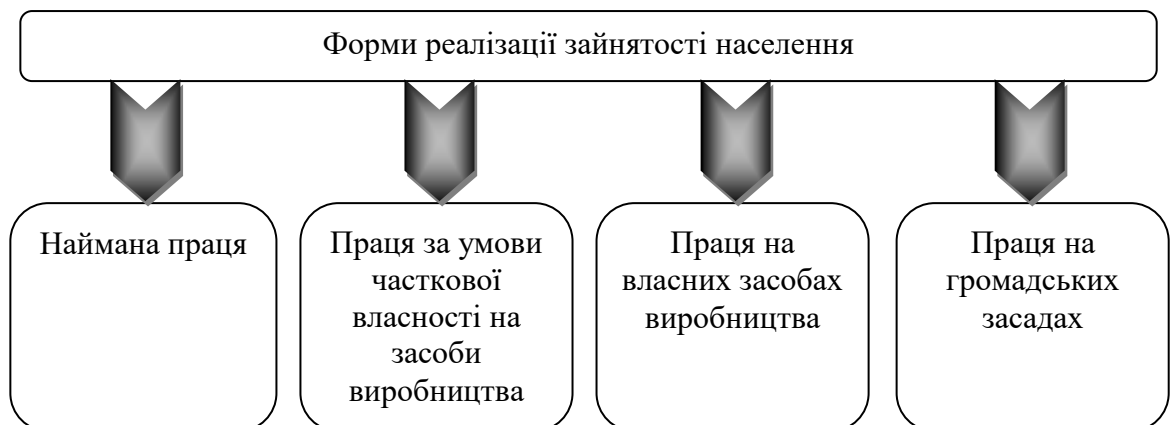 Форми реалізації зайнятості населення
Наймана праця
Праця за умови
часткової
власності на
засоби
виробництва
Праця на
власних засобах
виробництва
Праця на
громадських
засадах